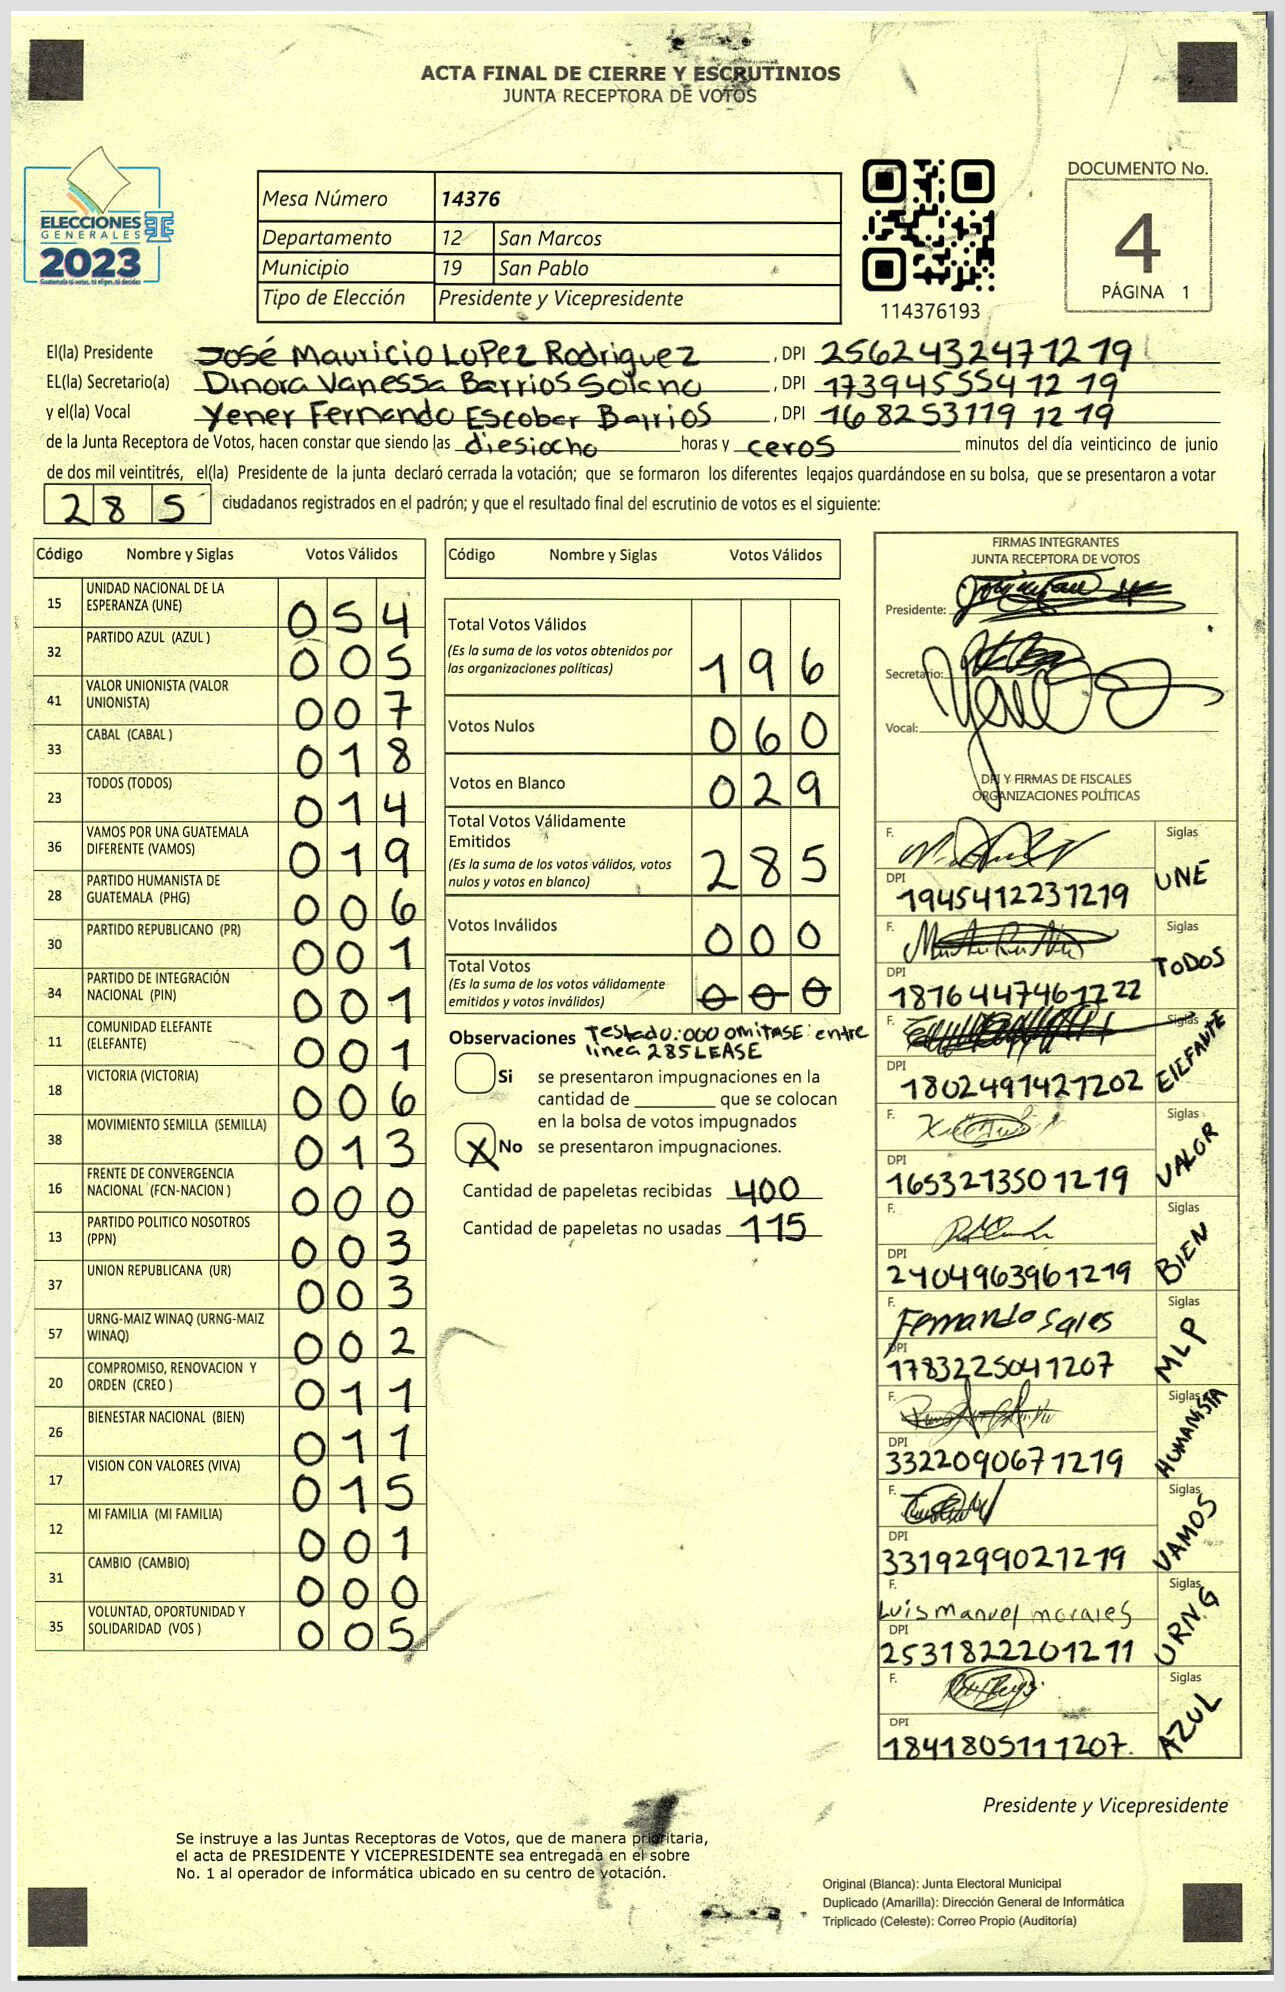 ACTA FINAL DE CIERRE Y ESCRUTINIOS
JUNTA RECEPTORA DE VOTOS
ELECCIONES
GENERALES
2023
Mesa Número 14376
Departamento 12 San Marcos
Municipio 19 San Pablo
Tipo de Elección Presidente y Vicepresidente
114376193
DOCUMENTO No.
4
PÁGINA 1
El(la) Presidente José Mauricio LoPez Rodriguez , DPI 2562432471219
EL(la) Secretario(a) Dinora Vanessa Barrios Solano , DPI 1739455541219
y el(la) Vocal Yener Fernando Escobar Barrios , DPI 1682531191219
de la Junta Receptora de Votos, hacen constar que siendo las diesiocho horas y ceros minutos del día veinticinco de junio
de dos mil veintitrés, el(la) Presidente de la junta declaró cerrada la votación; que se formaron los diferentes legajos guardándose en su bolsa, que se presentaron a votar
285 ciudadanos registrados en el padrón; y que el resultado final del escrutinio de votos es el siguiente:
Código Nombre y Siglas Votos Válidos
15 UNIDAD NACIONAL DE LA ESPERANZA (UNE) 054
32 PARTIDO AZUL (AZUL ) 005
41 VALOR UNIONISTA (VALOR UNIONISTA) 007
33 CABAL (CABAL ) 018
23 TODOS (TODOS) 014
36 VAMOS POR UNA GUATEMALA DIFERENTE (VAMOS) 019
28 PARTIDO HUMANISTA DE GUATEMALA (PHG) 006
30 PARTIDO REPUBLICANO (PR) 001
34 PARTIDO DE INTEGRACIÓN NACIONAL (PIN) 001
11 COMUNIDAD ELEFANTE (ELEFANTE) 001
18 VICTORIA (VICTORIA) 006
38 MOVIMIENTO SEMILLA (SEMILLA) 013
16 FRENTE DE CONVERGENCIA NACIONAL (FCN-NACION ) 000
13 PARTIDO POLITICO NOSOTROS (PPN) 003
37 UNION REPUBLICANA (UR) 003
57 URNG-MAIZ WINAQ (URNG-MAIZ WINAQ) 002
20 COMPROMISO, RENOVACION Y ORDEN (CREO ) 011
26 BIENESTAR NACIONAL (BIEN) 011
17 VISION CON VALORES (VIVA) 015
12 MI FAMILIA (MI FAMILIA) 001
31 CAMBIO (CAMBIO) 000
35 VOLUNTAD, OPORTUNIDAD Y SOLIDARIDAD (VOS ) 005
Código Nombre y Siglas Votos Válidos
Total Votos Válidos
(Es la suma de los votos obtenidos por
las organizaciones políticas) 196
Votos Nulos 060
Votos en Blanco 029
Total Votos Válidamente
Emitidos
(Es la suma de los votos válidos, votos
nulos y votos en blanco) 285
Votos Inválidos 000
Total Votos
(Es la suma de los votos válidamente
emitidos y votos inválidos) 000
Observaciones Testado:000 omitase: entre
linea 285 LEASE
Si se presentaron impugnaciones en la
cantidad de ________ que se colocan
en la bolsa de votos impugnados
X No se presentaron impugnaciones.
Cantidad de papeletas recibidas 400
Cantidad de papeletas no usadas 115
FIRMAS INTEGRANTES
JUNTA RECEPTORA DE VOTOS
Presidente:
Secretario:
Vocal:
DPI Y FIRMAS DE FISCALES
ORGANIZACIONES POLÍTICAS
F. Siglas
DPI 1945412231219 UNE
F. Siglas
DPI 1876447461222 TODOS
F. Siglas
DPI 1802491421202 ElEFANTE
F. Siglas
DPI 1653213501219 VALOR
F. Siglas
DPI 2404963961219 BIEN
F. Fernando Sales Siglas
DPI 1783225041207 MLP
F. Siglas
DPI 3322090671219 HUMANISTA
F. Siglas
DPI 3319299021219 VAMOS
F. Luis manuel morales Siglas
DPI 2531822201211 URNG
F. Siglas
DPI 1841805111207. AZUL
Presidente y Vicepresidente
Se instruye a las Juntas Receptoras de Votos, que de manera prioritaria,
el acta de PRESIDENTE Y VICEPRESIDENTE sea entregada en el sobre
No. 1 al operador de informática ubicado en su centro de votación.
Original (Blanca): Junta Electoral Municipal
Duplicado (Amarilla): Dirección General de Informática
Triplicado (Celeste): Correo Propio (Auditoría)